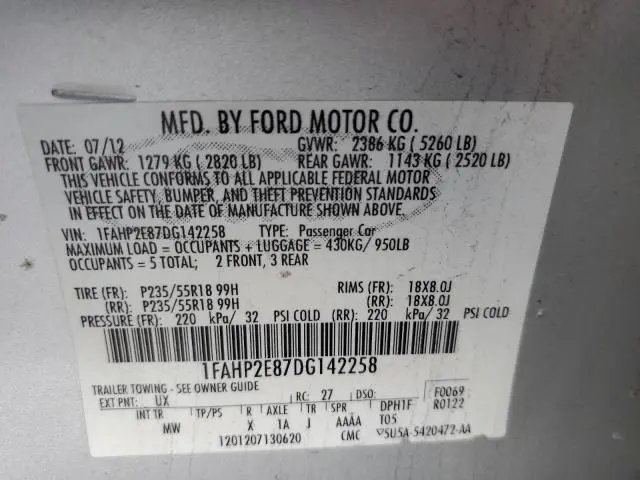 MFD. BY FORD MOTOR CO.
DATE: 07/12 GVWR: 2386 KG ( 5260 LB)
FRONT GAWR: 1279 KG ( 2820 LB) REAR GAWR: 1143 KG ( 2520 LB)
THIS VEHICLE CONFORMS TO ALL APPLICABLE FEDERAL MOTOR
VEHICLE SAFETY, BUMPER, AND THEFT PREVENTION STANDARDS
IN EFFECT ON THE DATE OF MANUFACTURE SHOWN ABOVE.
VIN: 1FAHP2E87DG142258 TYPE: Passenger Car
MAXIMUM LOAD = OCCUPANTS + LUGGAGE = 430KG/ 950LB
OCCUPANTS = 5 TOTAL; 2 FRONT, 3 REAR
TIRE (FR): P235/55R18 99H RIMS (FR): 18X8.0J
(RR): P235/55R18 99H (RR): 18X8.0J
PRESSURE (FR): 220 kPa/ 32 PSI COLD (RR): 220 kPa/ 32 PSI COLD
1FAHP2E87DG142258
TRAILER TOWING - SEE OWNER GUIDE
EXT PNT: UX RC: 27 DSO: F0069
INT TR TP/PS R AXLE TR SPR DPH1F R0122
MW X 1A J AAAA T05
1201207130620 CMC 5U5A-5420472-AA